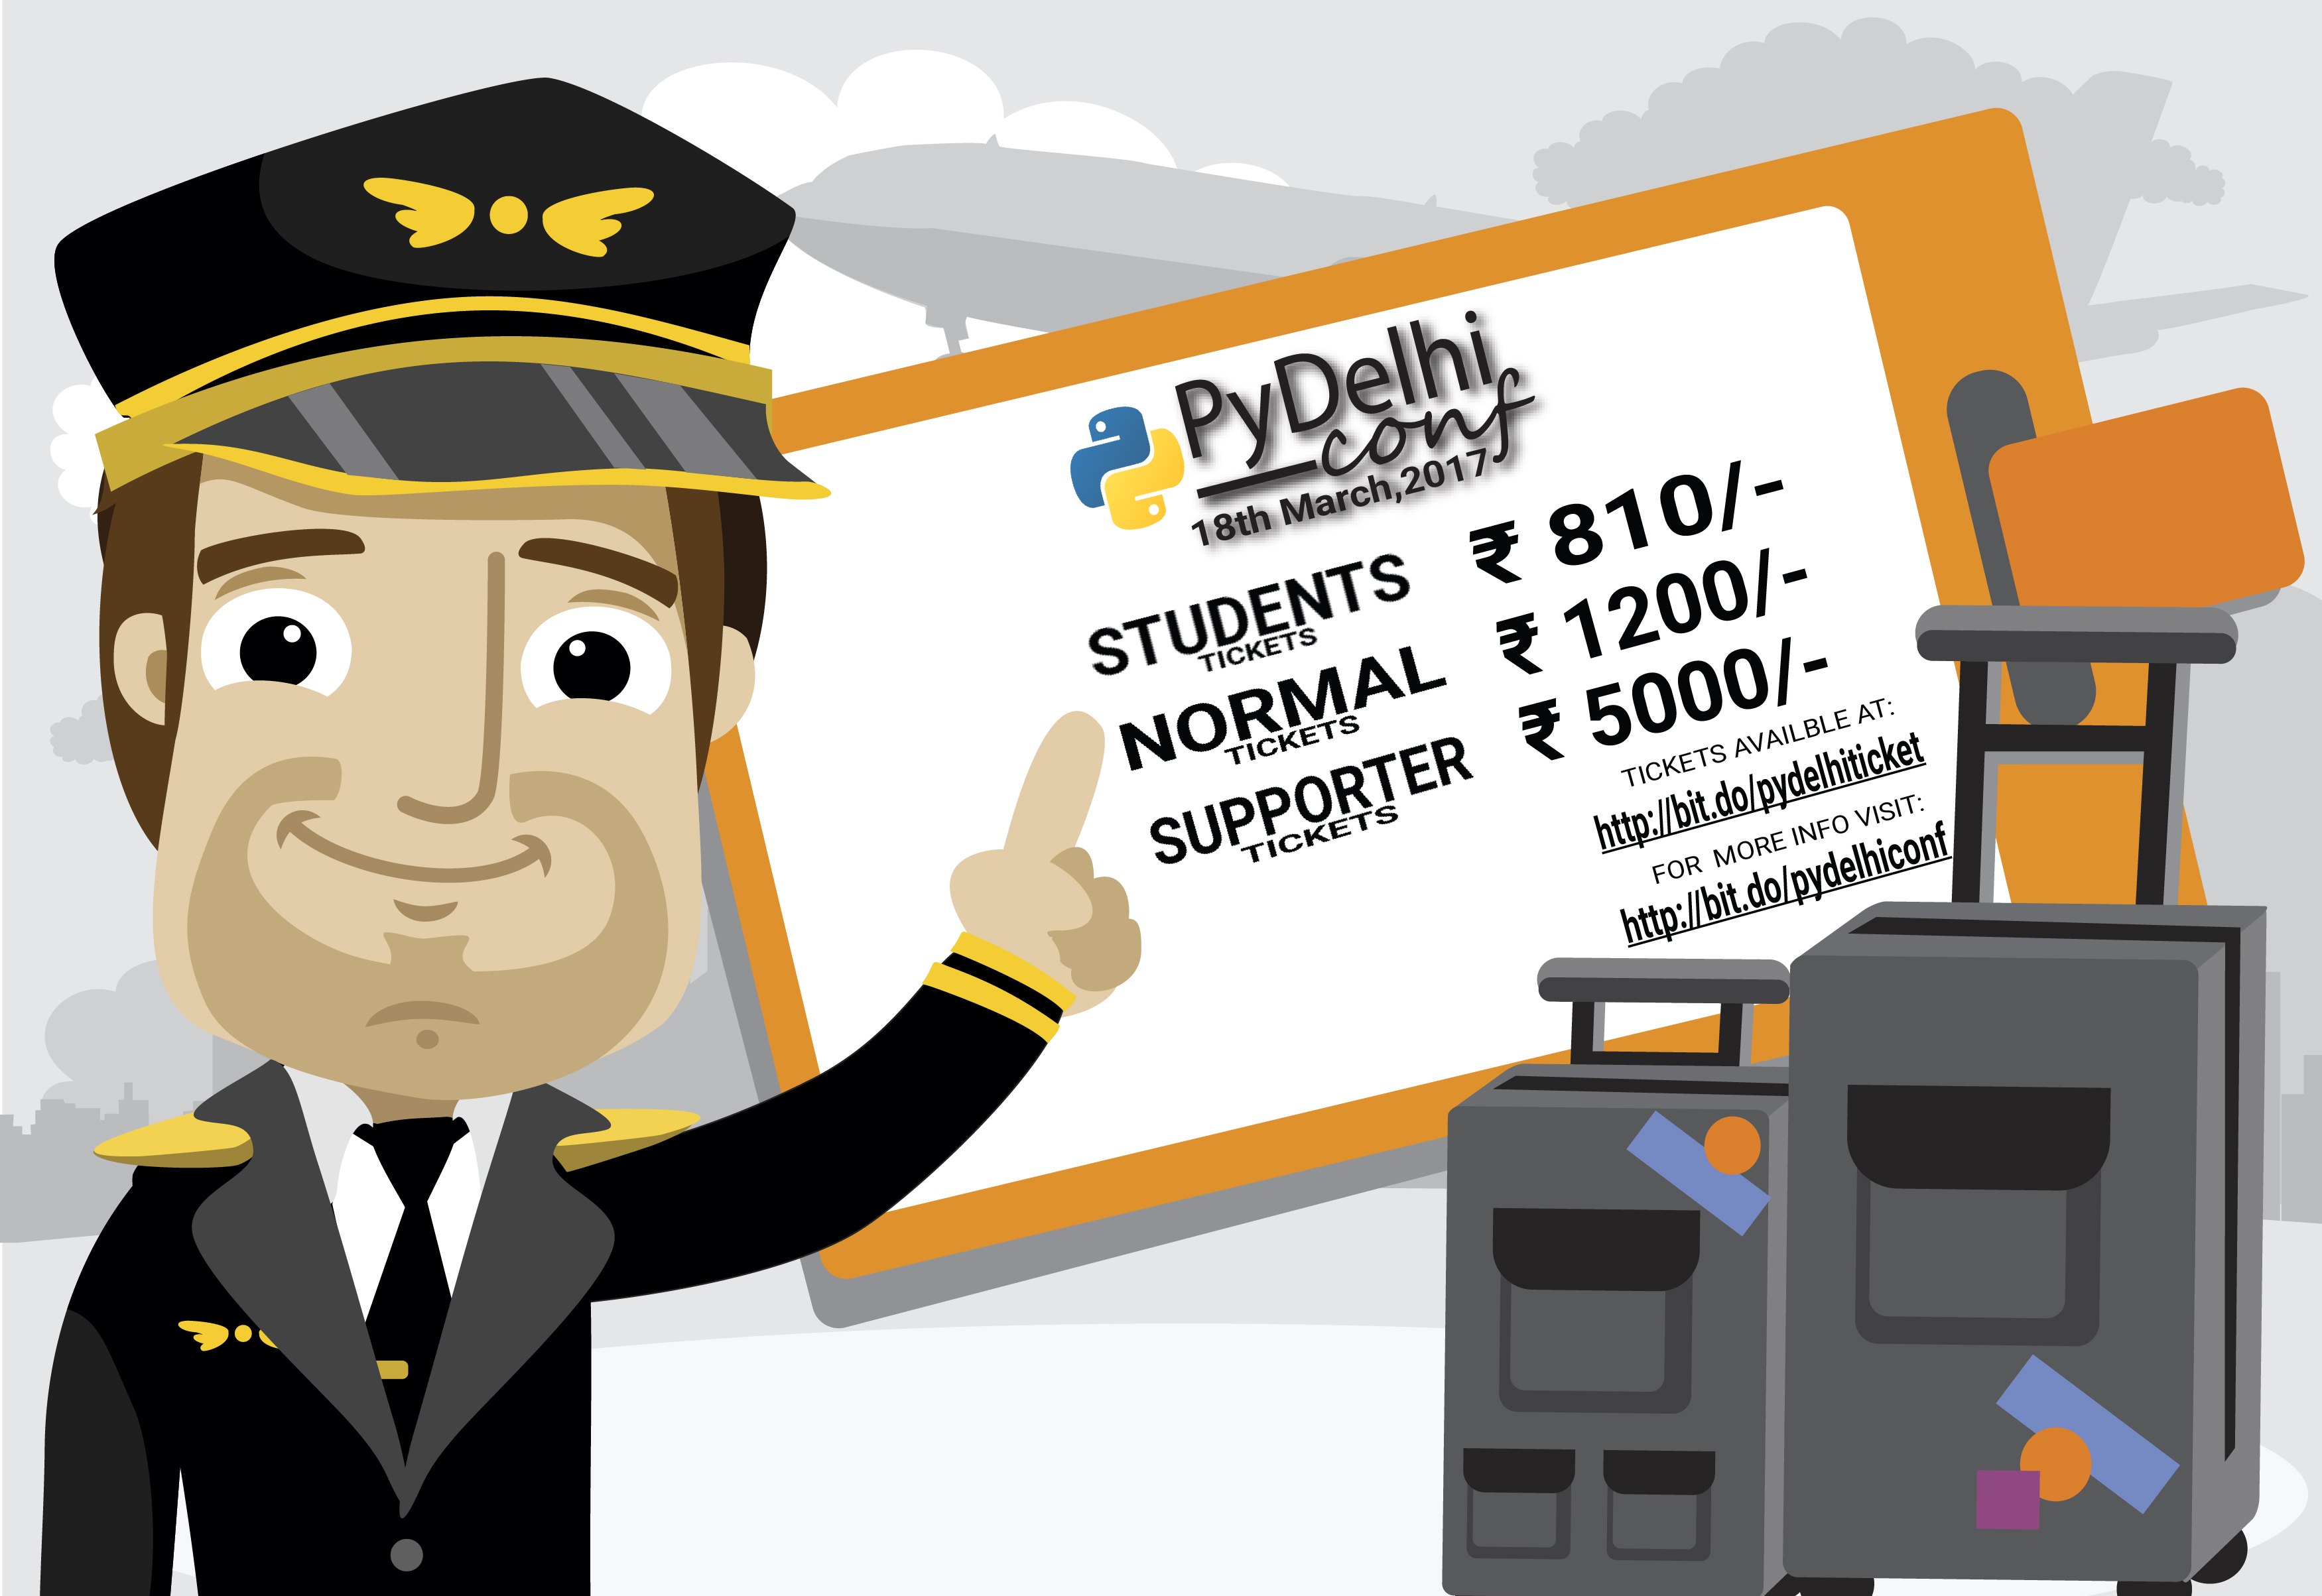 PyDelhi
conf
18th March,2017
STUDENTS ₹ 810/-
TICKETS
NORMAL ₹ 1200/-
TICKETS
SUPPORTER ₹ 5000/-
TICKETS
TICKETS AVAILBLE AT:
http://bit.do/pydelhiticket
FOR MORE INFO VISIT:
http://bit.do/pydelhiconf